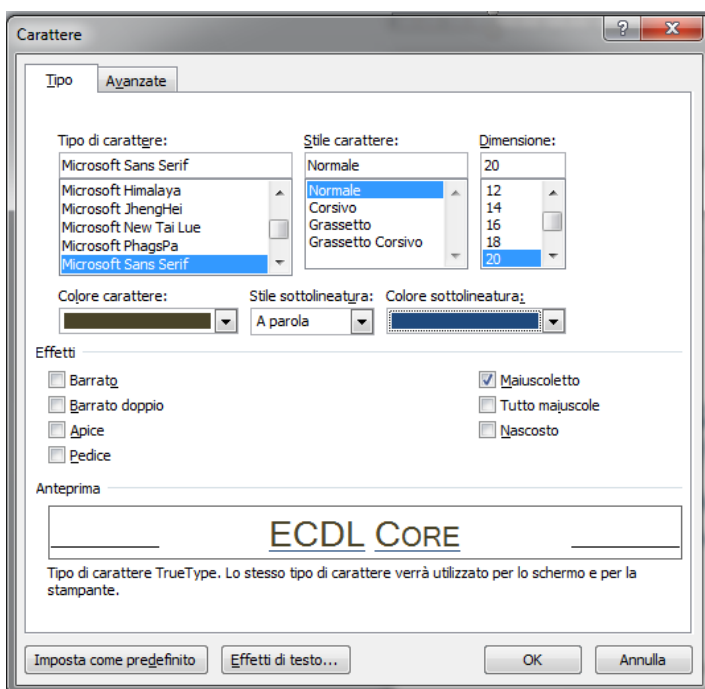 Carattere
Tipo Avanzate
Tipo di carattere: Stile carattere: Dimensione:
Microsoft Sans Serif Normale 20
Microsoft Himalaya Normale 12
Microsoft JhengHei Corsivo 14
Microsoft New Tai Lue Grassetto 16
Microsoft PhagsPa Grassetto Corsivo 18
Microsoft Sans Serif 20
Colore carattere: Stile sottolineatura: Colore sottolineatura:
A parola
Effetti
Barrato Maiuscoletto
Barrato doppio Tutto maiuscole
Apice Nascosto
Pedice
Anteprima
ECDL CORE
Tipo di carattere TrueType. Lo stesso tipo di carattere verrà utilizzato per lo schermo e per la
stampante.
Imposta come predefinito Effetti di testo... OK Annulla